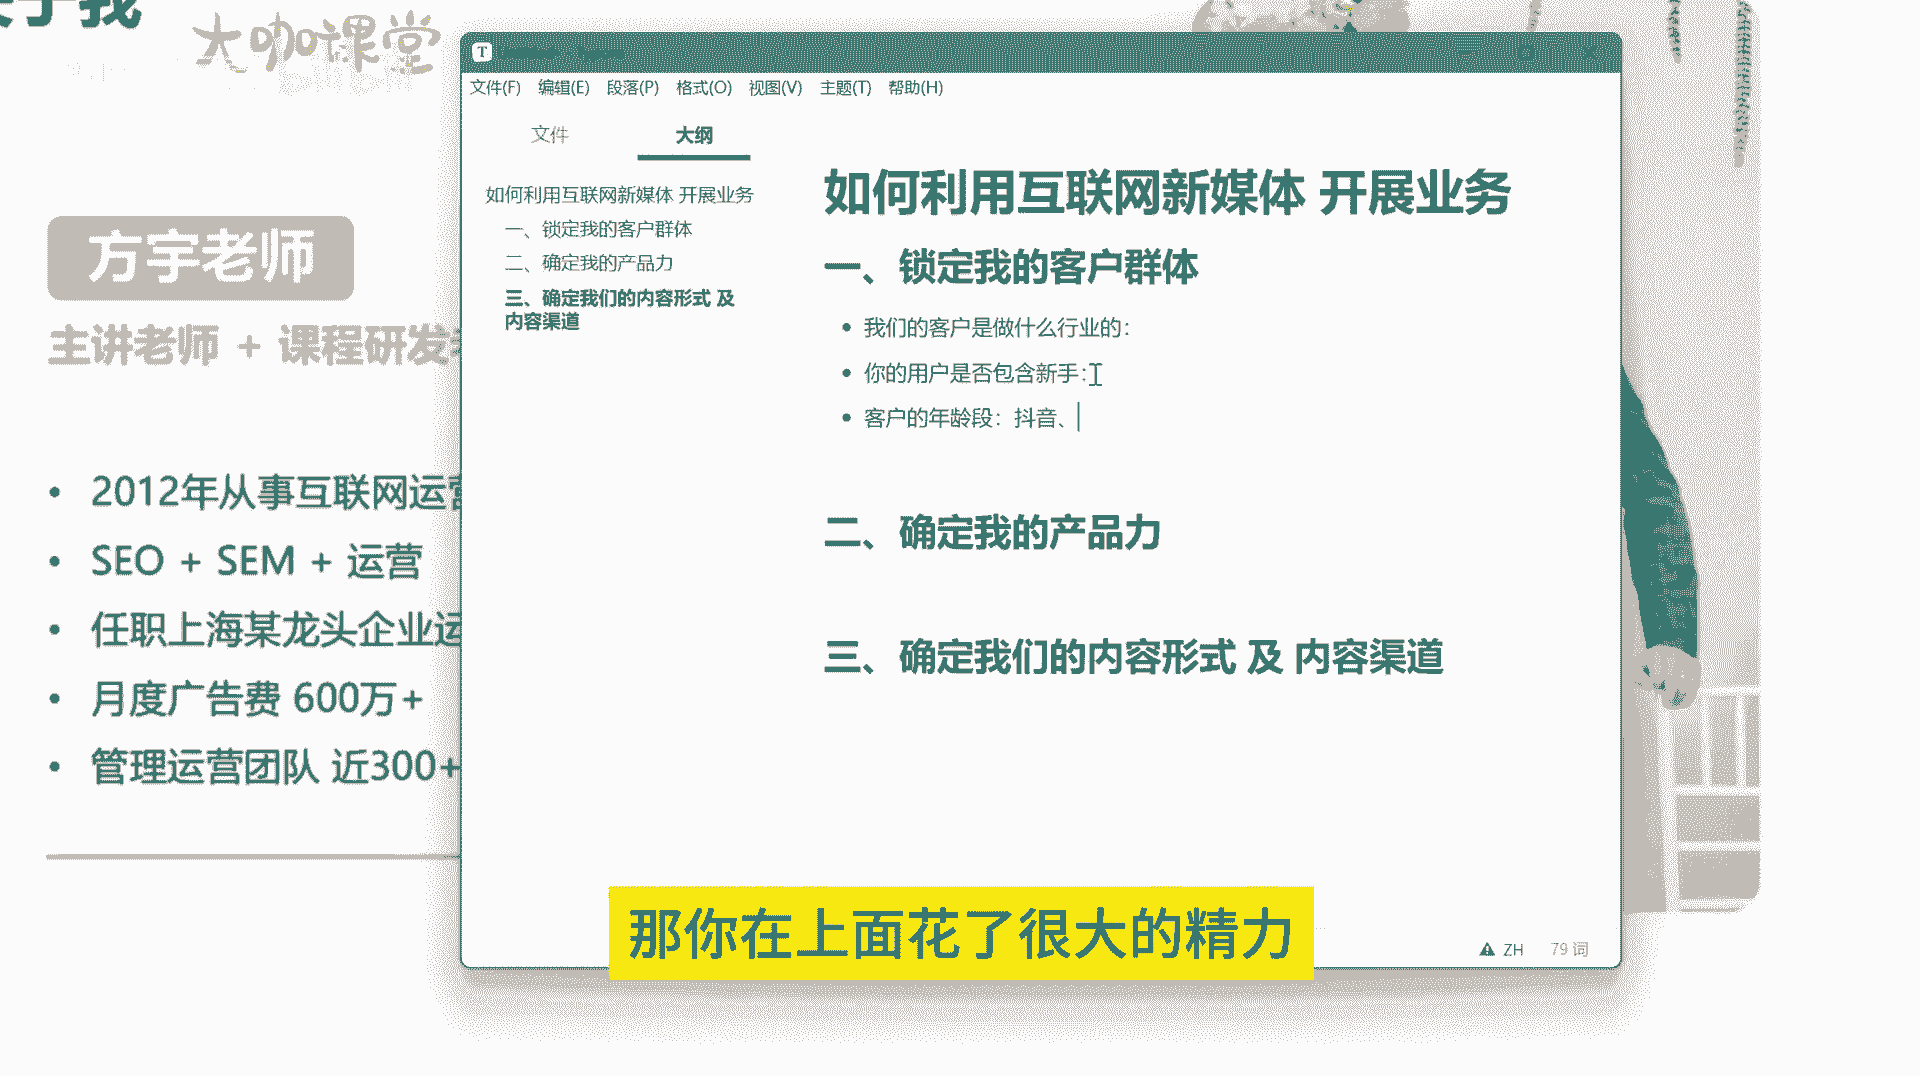 于我
大咖课堂
bilibili
方宇老师
主讲老师 + 课程研发
• 2012年从事互联网运营
• SEO + SEM + 运营
• 任职上海某龙头企业运
• 月度广告费 600万+
• 管理运营团队 近300+
T
文件(F) 编辑(E) 段落(P) 格式(O) 视图(V) 主题(T) 帮助(H)
文件 大纲
如何利用互联网新媒体 开展业务
一、锁定我的客户群体
二、确定我的产品力
三、确定我们的内容形式 及
内容渠道
如何利用互联网新媒体 开展业务
一、锁定我的客户群体
• 我们的客户是做什么行业的：
• 你的用户是否包含新手：
• 客户的年龄段：抖音、
二、确定我的产品力
三、确定我们的内容形式 及 内容渠道
ZH 79 词
那你在上面花了很大的精力